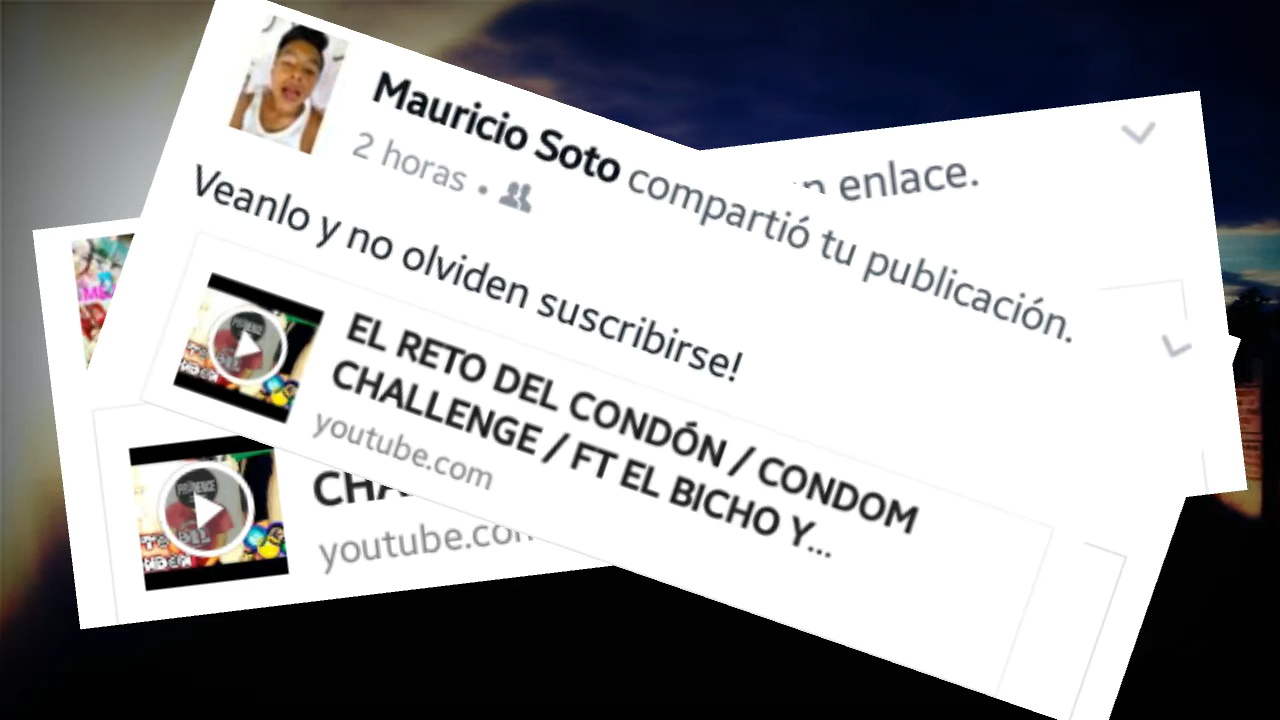 Mauricio Soto compartió tu publicación.
2 horas •
Veanlo y no olviden suscribirse!
EL RETO DEL CONDÓN / CONDOM
CHALLENGE / FT EL BICHO Y...
youtube.com
enlace.
youtube.com